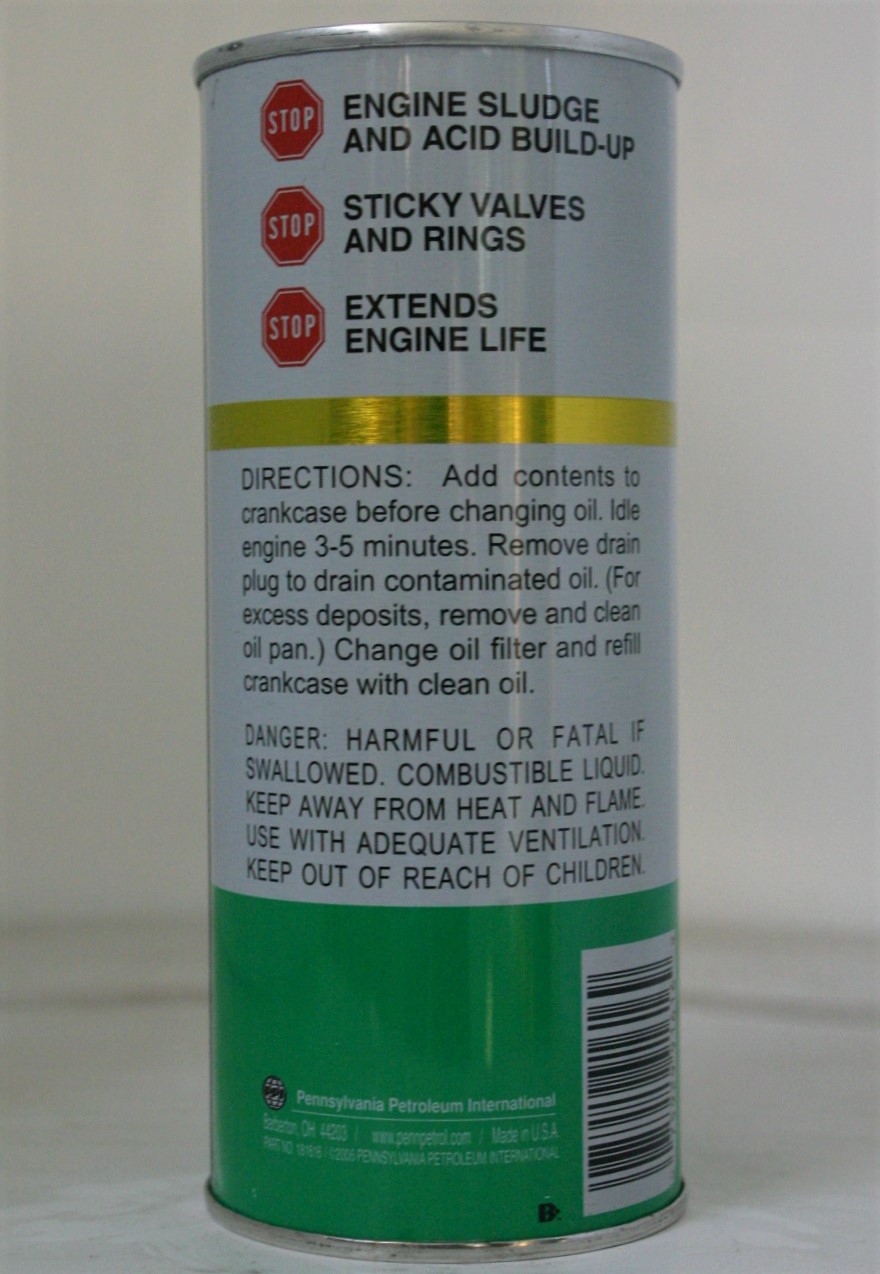 STOP ENGINE SLUDGE
AND ACID BUILD-UP
STOP STICKY VALVES
AND RINGS
STOP EXTENDS
ENGINE LIFE
DIRECTIONS: Add contents to
crankcase before changing oil. Idle
engine 3-5 minutes. Remove drain
plug to drain contaminated oil. (For
excess deposits, remove and clean
oil pan.) Change oil filter and refill
crankcase with clean oil.
DANGER: HARMFUL OR FATAL IF
SWALLOWED. COMBUSTIBLE LIQUID.
KEEP AWAY FROM HEAT AND FLAME.
USE WITH ADEQUATE VENTILATION.
KEEP OUT OF REACH OF CHILDREN.
Pennsylvania Petroleum International
Barberton, OH 44203 / www.pennpetrol.com / Made in U.S.A.
PART NO. / ©2005 PENNSYLVANIA PETROLEUM INTERNATIONAL